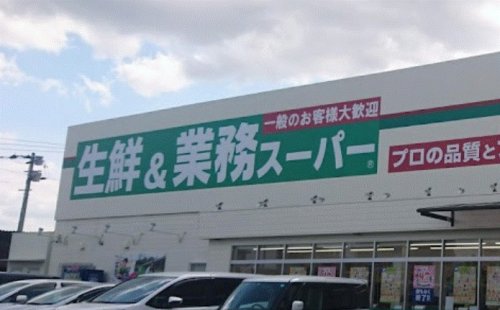 一般のお客様大歓迎
生鮮&業務スーパー®
プロの品質と